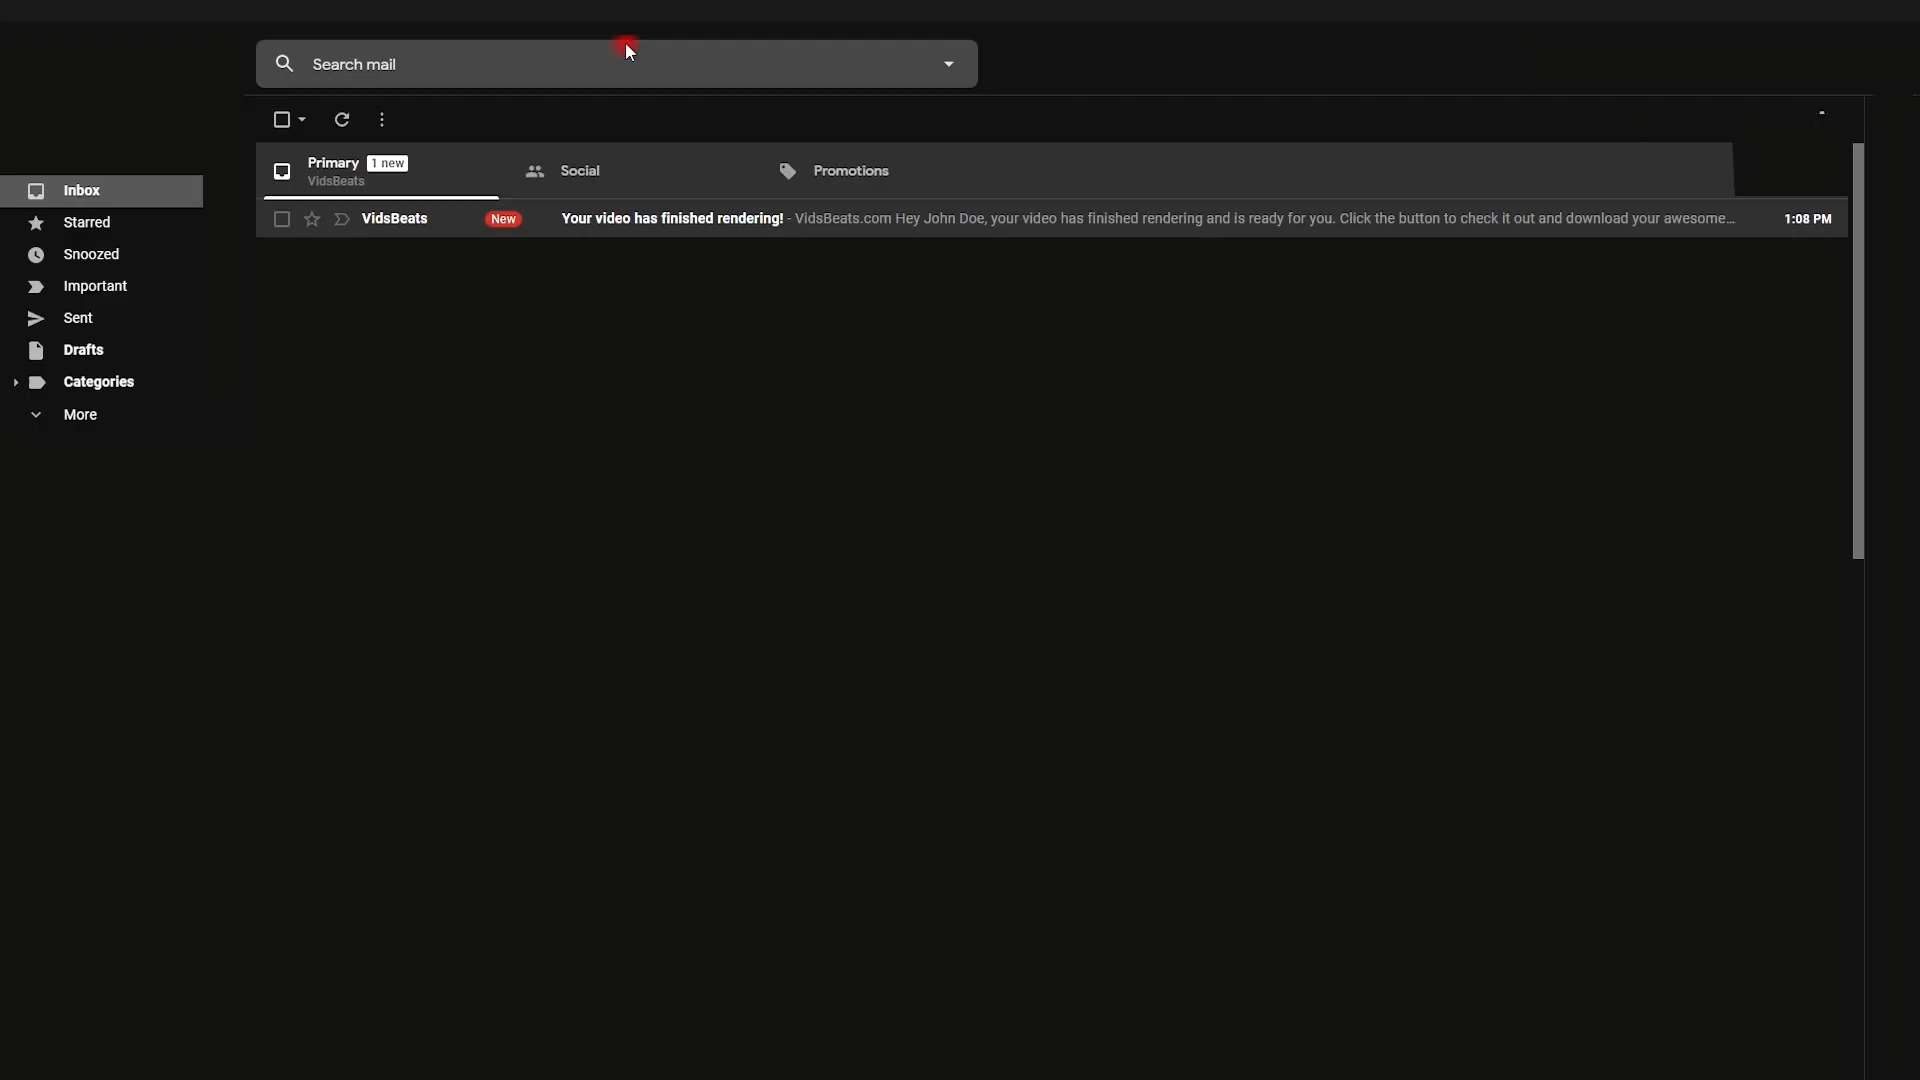 Search mail
Primary 1 new
VidsBeats
Social
Promotions
Inbox
Starred
Snoozed
Important
Sent
Drafts
Categories
More
VidsBeats New Your video has finished rendering! - VidsBeats.com Hey John Doe, your video has finished rendering and is ready for you. Click the button to check it out and download your awesome... 1:08 PM